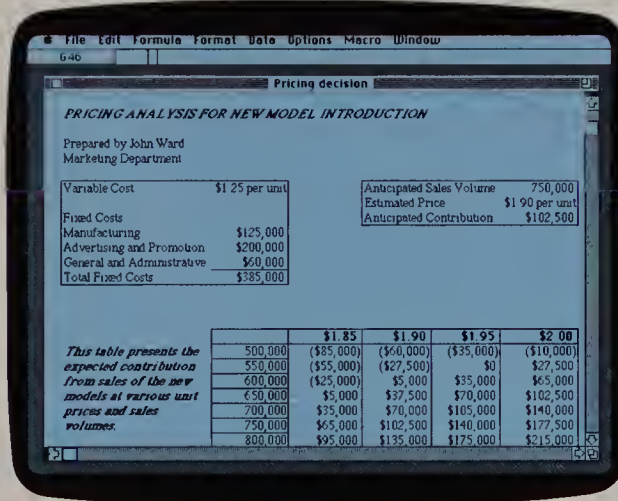 File Edit Formula Format Data Options Macro Window
G46
Pricing decision
PRICING ANALYSIS FOR NEW MODEL INTRODUCTION
Prepared by John Ward
Marketing Department
Variable Cost $1.25 per unit Anticipated Sales Volume 750,000
Estimated Price $1.90 per unit
Fixed Costs Anticipated Contribution $102,500
Manufacturing $125,000
Advertising and Promotion $200,000
General and Administrative $60,000
Total Fixed Costs $385,000
$1.85 $1.90 $1.95 $2.00
This table presents the 500,000 ($85,000) ($60,000) ($35,000) ($10,000)
expected contribution 550,000 ($55,000) ($27,500) $0 $27,500
from sales of the new 600,000 ($25,000) $5,000 $35,000 $65,000
models at various unit 650,000 $5,000 $37,500 $70,000 $102,500
prices and sales 700,000 $35,000 $70,000 $105,000 $140,000
volumes. 750,000 $65,000 $102,500 $140,000 $177,500
800,000 $95,000 $135,000 $175,000 $215,000